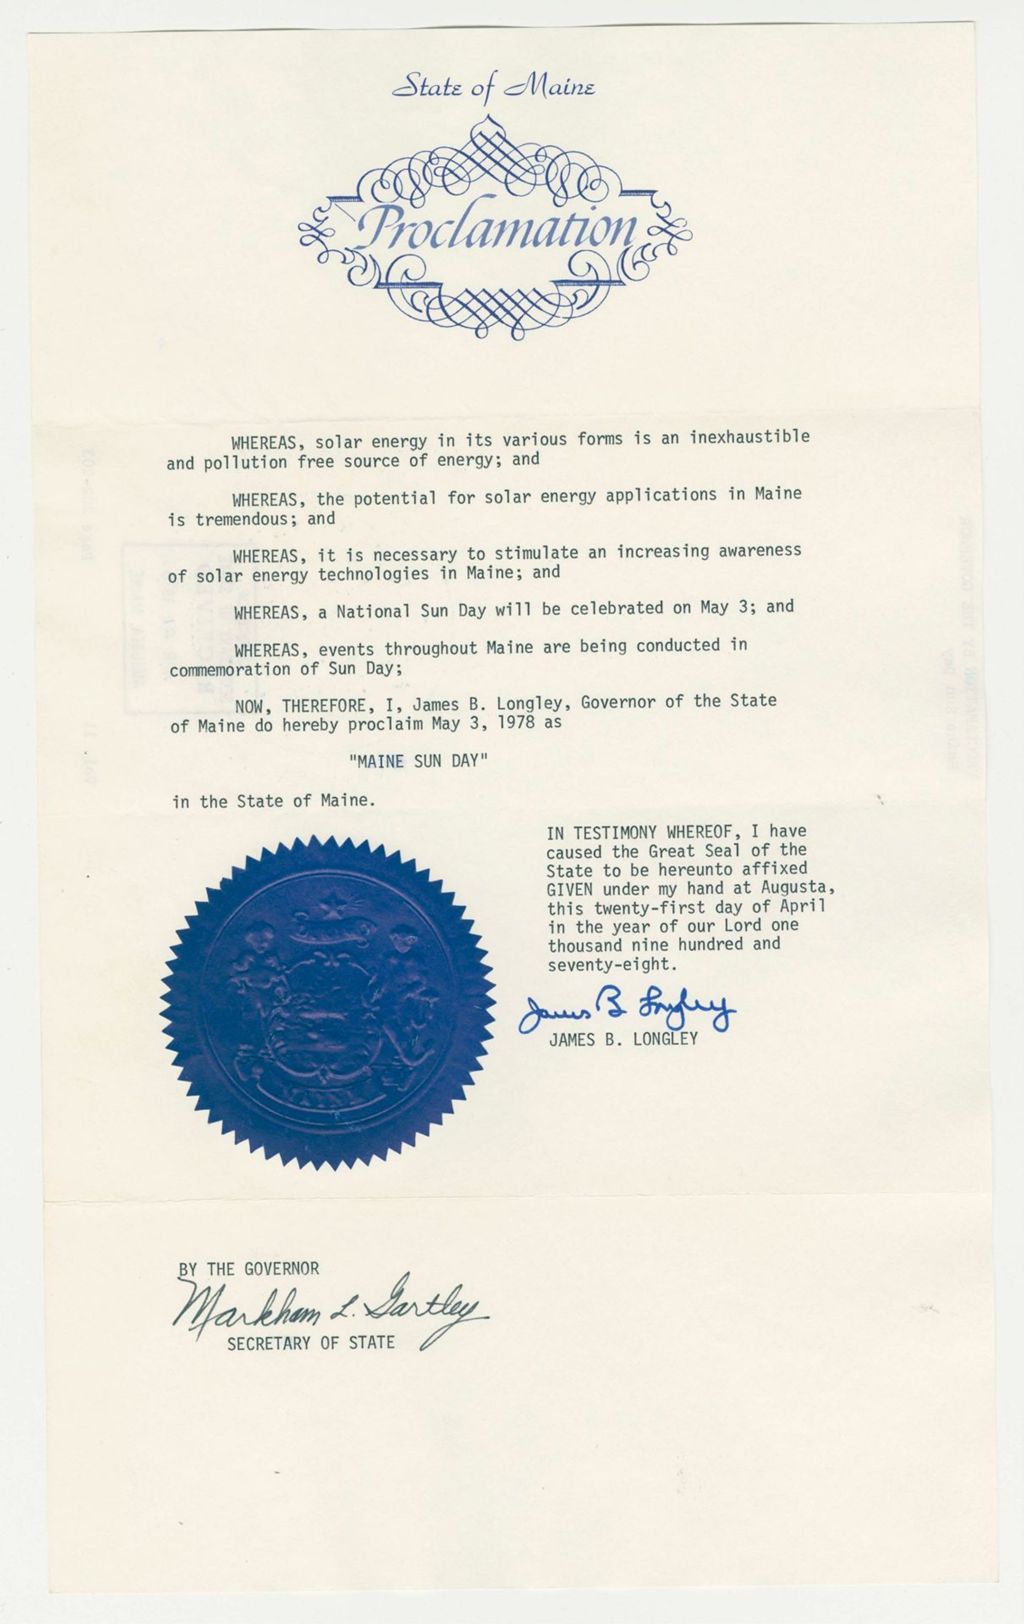 State of Maine
Proclamation
WHEREAS, solar energy in its various forms is an inexhaustible
and pollution free source of energy; and
WHEREAS, the potential for solar energy applications in Maine
is tremendous; and
WHEREAS, it is necessary to stimulate an increasing awareness
of solar energy technologies in Maine; and
WHEREAS, a National Sun Day will be celebrated on May 3; and
WHEREAS, events throughout Maine are being conducted in
commemoration of Sun Day;
NOW, THEREFORE, I, James B. Longley, Governor of the State
of Maine do hereby proclaim May 3, 1978 as
"MAINE SUN DAY"
in the State of Maine.
IN TESTIMONY WHEREOF, I have
caused the Great Seal of the
State to be hereunto affixed
GIVEN under my hand at Augusta,
this twenty-first day of April
in the year of our Lord one
thousand nine hundred and
seventy-eight.
James B Longley
JAMES B. LONGLEY
MAINE
BY THE GOVERNOR
Markham L. Gartley
SECRETARY OF STATE